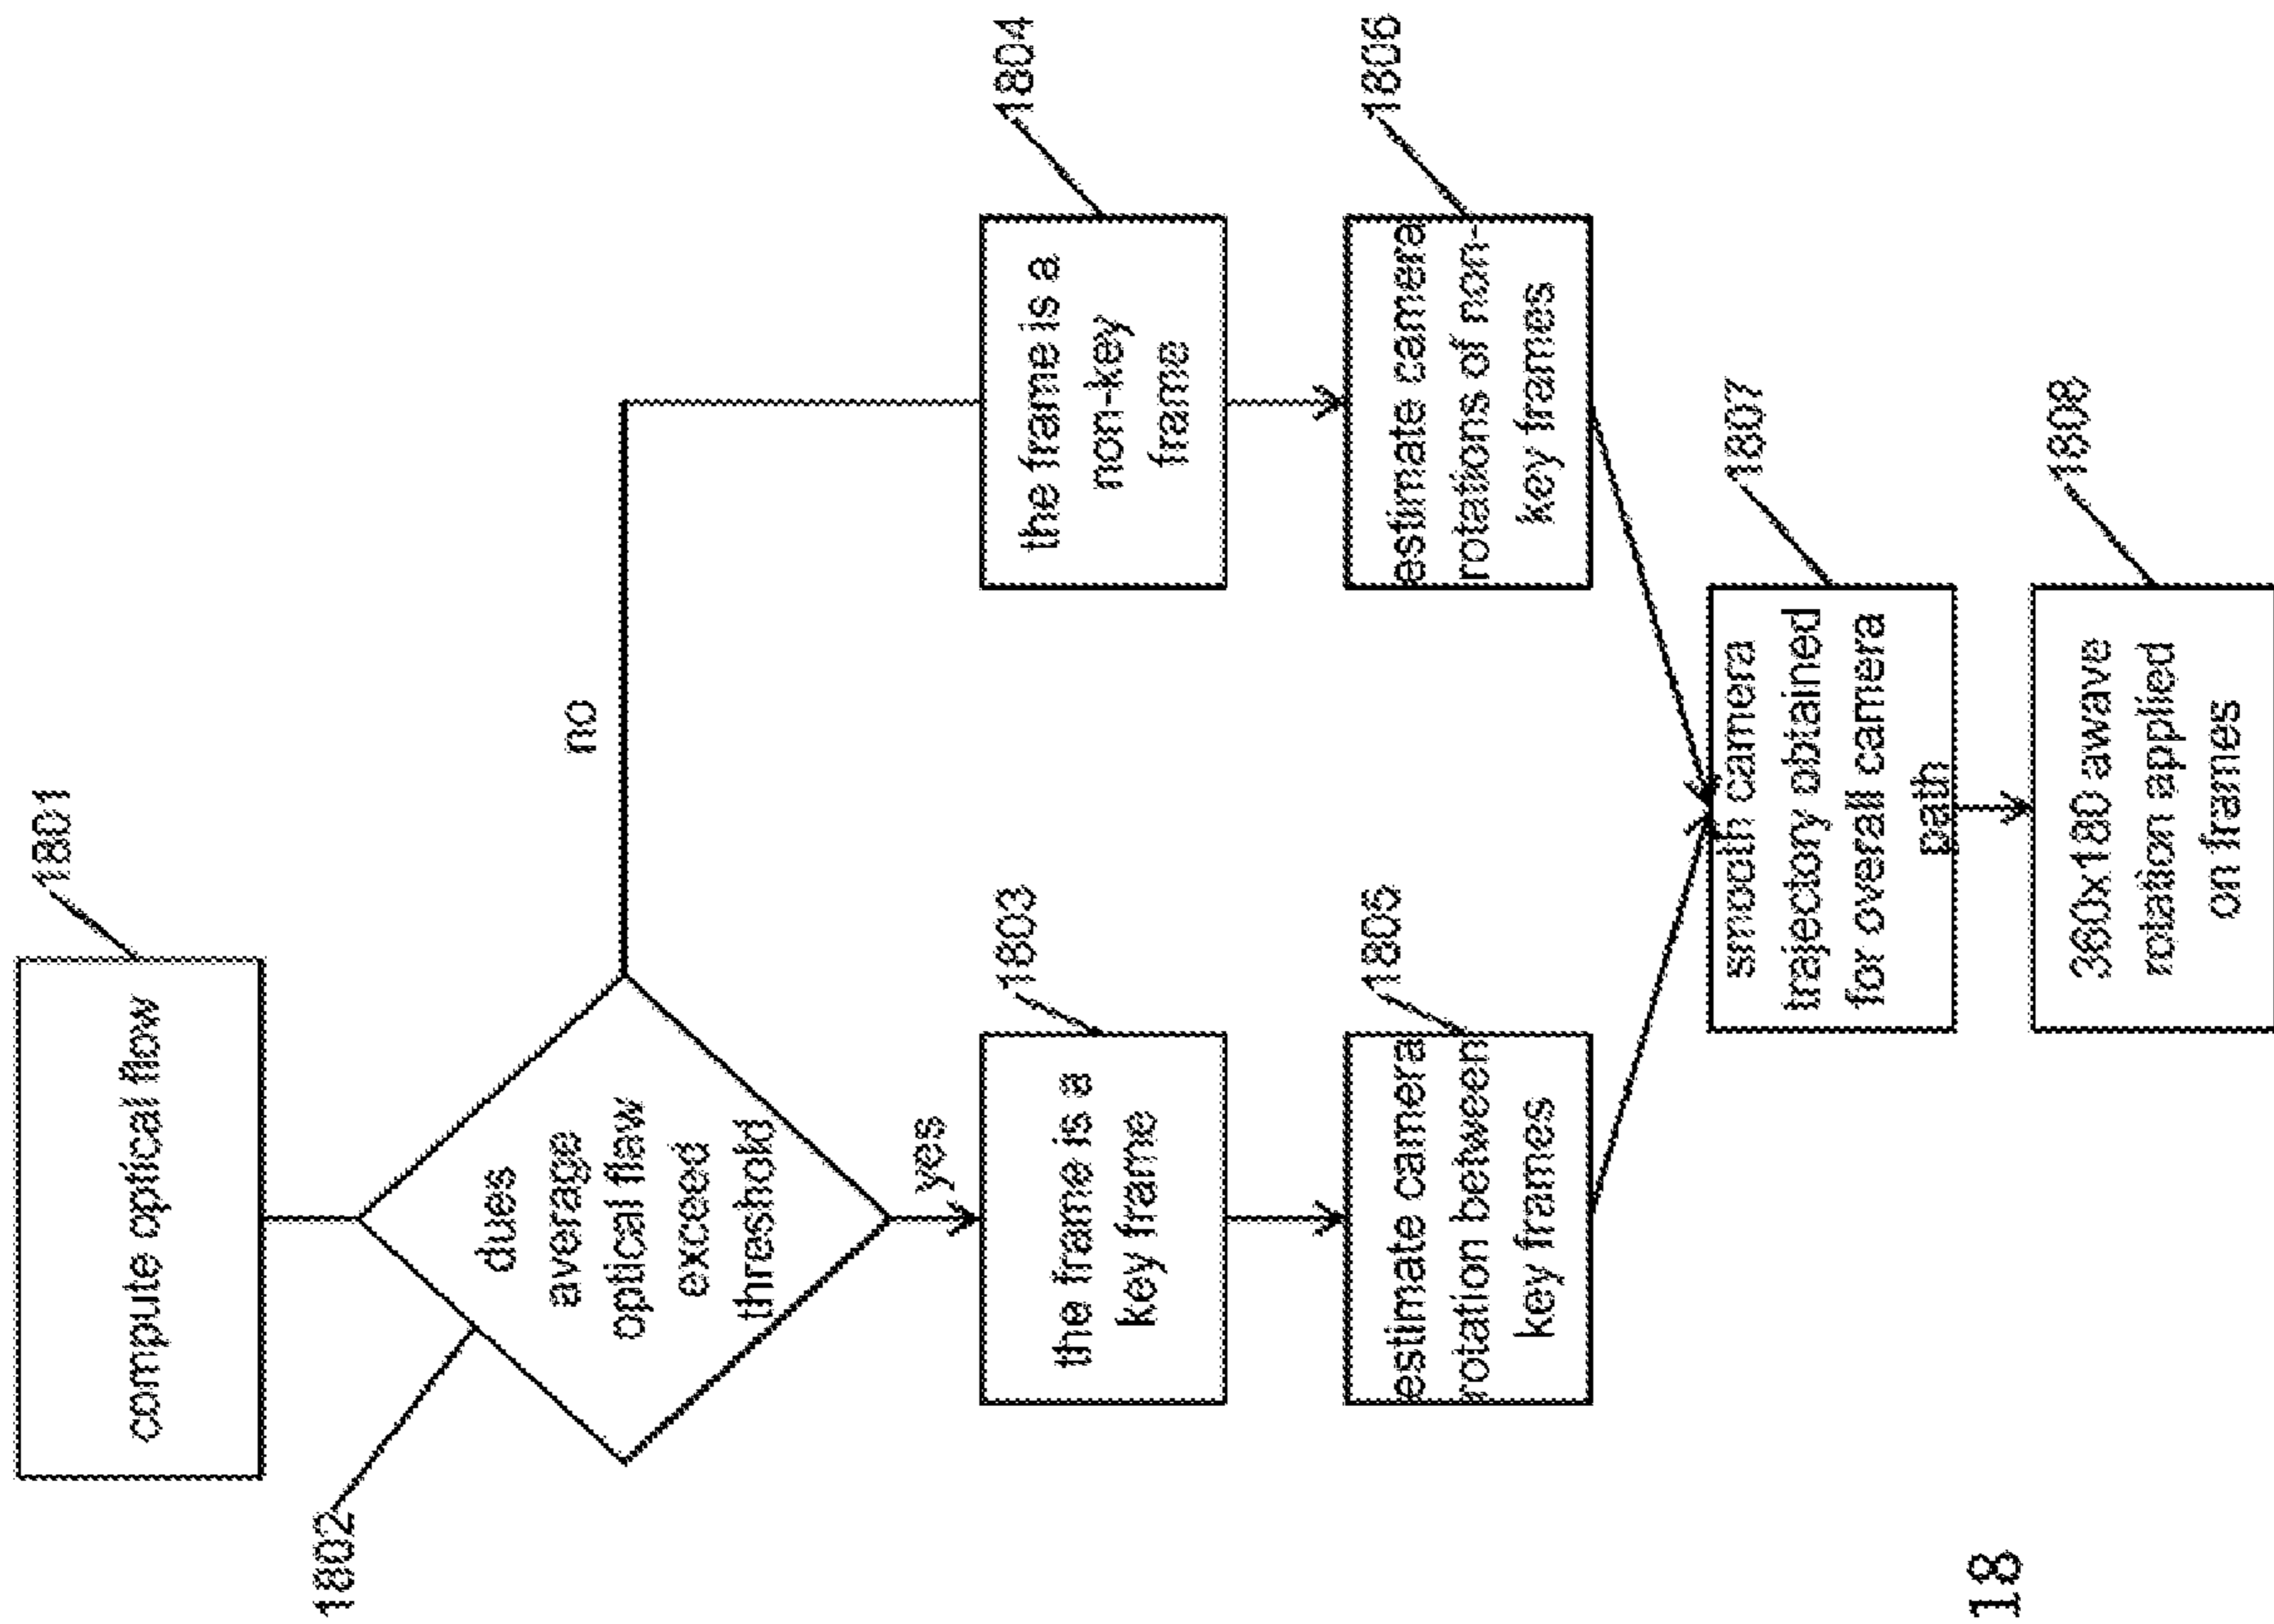 compute optical flow
1801
1802
dues
average
optical flaw
exceed
threshold
no
yes
the frame is a
key frame
1803
the frame is a
non-key
frame
1804
estimate camera
rotation between
key frames
1805
estimate camera
rotations of non-
key frames
1806
smooth camera
trajectory obtained
for overall camera
path
1807
360x180 awave
rotation applied
on frames
1808
18